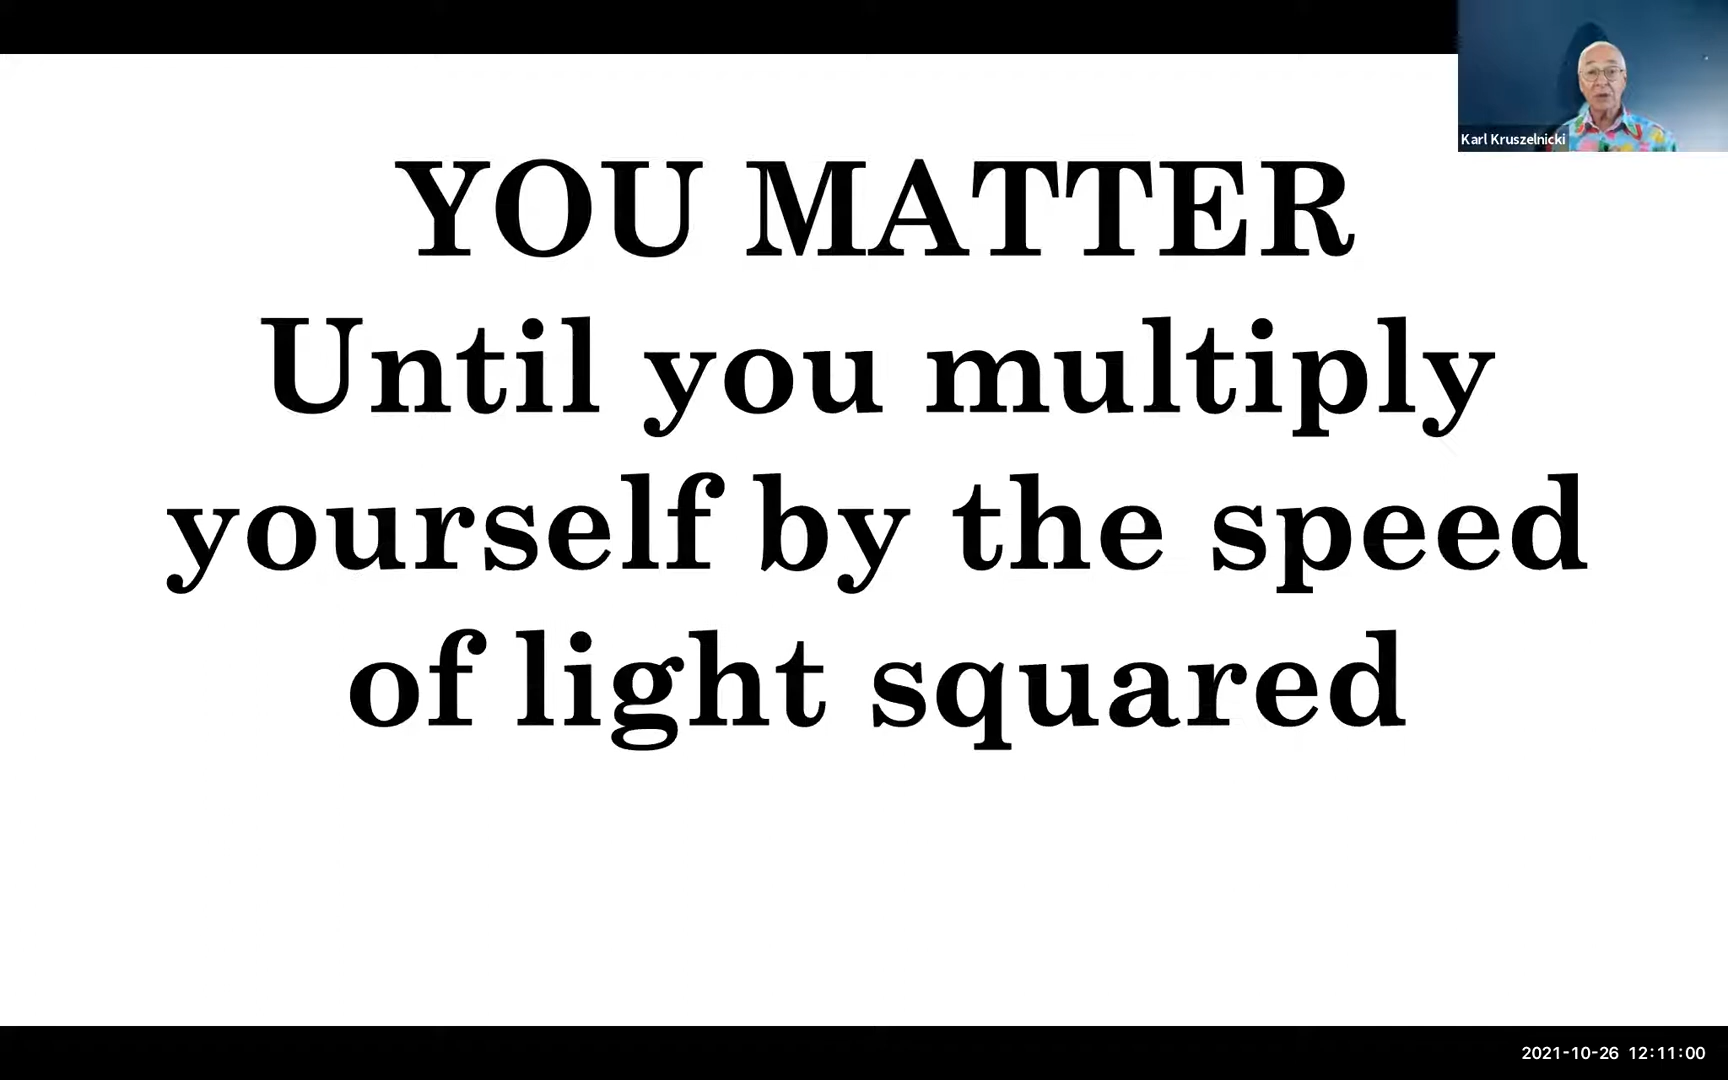 Karl Kruszelnicki
YOU MATTER
Until you multiply
yourself by the speed
of light squared
2021-10-26 12:11:00